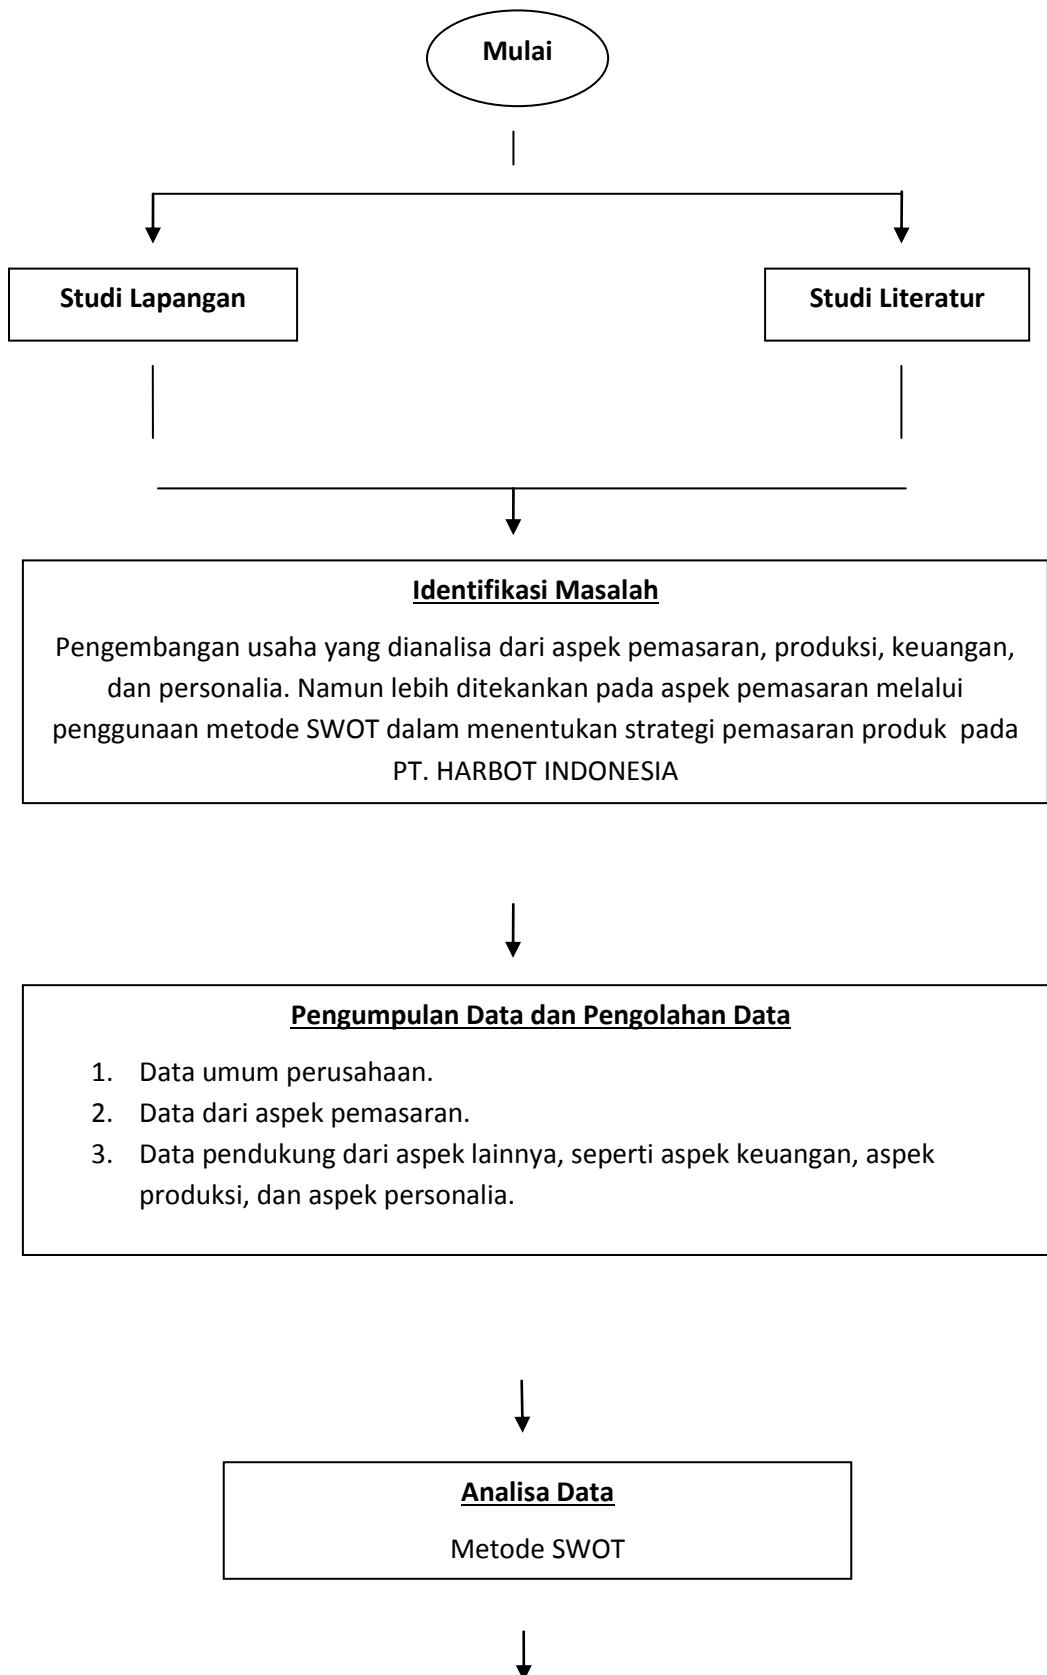 Mulai
Studi Lapangan
Studi Literatur
Identifikasi Masalah
Pengembangan usaha yang dianalisa dari aspek pemasaran, produksi, keuangan,
dan personalia. Namun lebih ditekankan pada aspek pemasaran melalui
penggunaan metode SWOT dalam menentukan strategi pemasaran produk pada
PT. HARBOT INDONESIA
Pengumpulan Data dan Pengolahan Data
1. Data umum perusahaan.
2. Data dari aspek pemasaran.
3. Data pendukung dari aspek lainnya, seperti aspek keuangan, aspek
produksi, dan aspek personalia.
Analisa Data
Metode SWOT